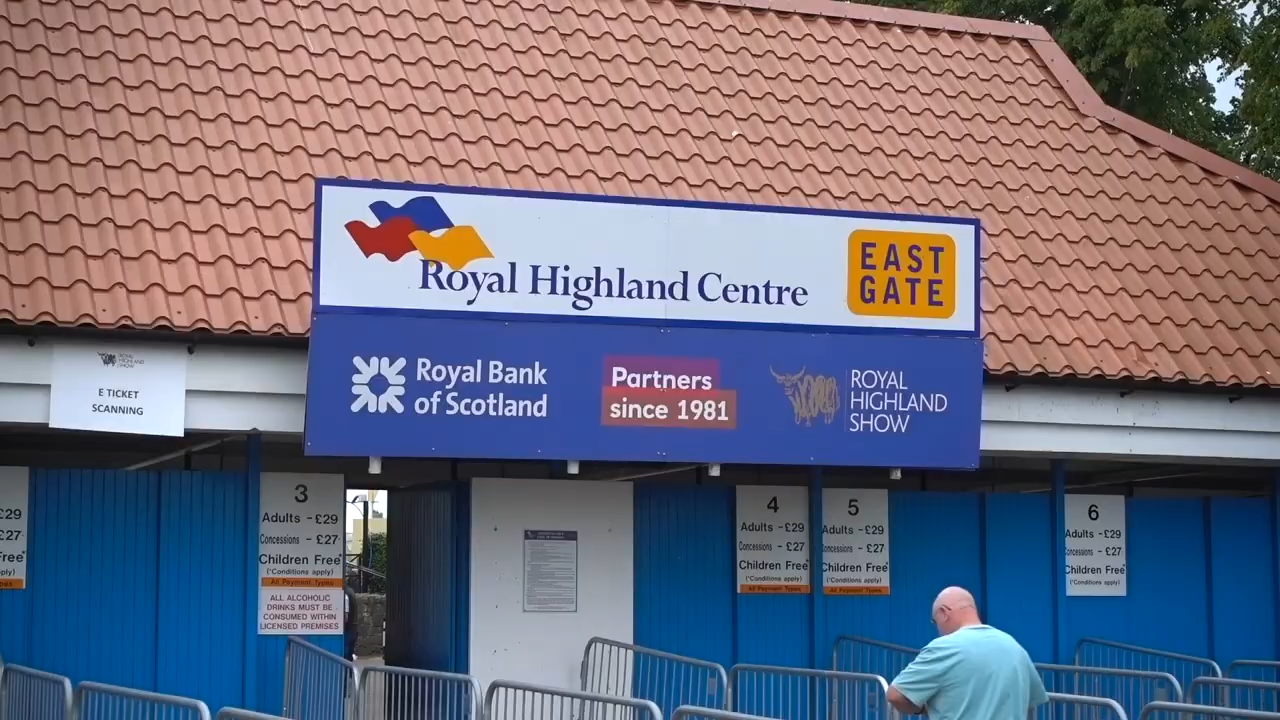 Royal Highland Centre
EAST
GATE
Royal Bank
of Scotland
Partners
since 1981
ROYAL
HIGHLAND
SHOW
ROYAL
HIGHLAND
SHOW
E TICKET
SCANNING
£29
£27
Free*
3
Adults -£29
Concessions - £27
Children Free*
(*Conditions apply)
All Payment Types
ALL ALCOHOLIC
DRINKS MUST BE
CONSUMED WITHIN
LICENSED PREMISES
4
Adults -£29
Concessions - £27
Children Free*
(*Conditions apply)
All Payment Types
5
Adults -£29
Concessions - £27
Children Free*
(*Conditions apply)
All Payment Types
6
Adults -£29
Concessions - £27
Children Free*
(*Conditions apply)